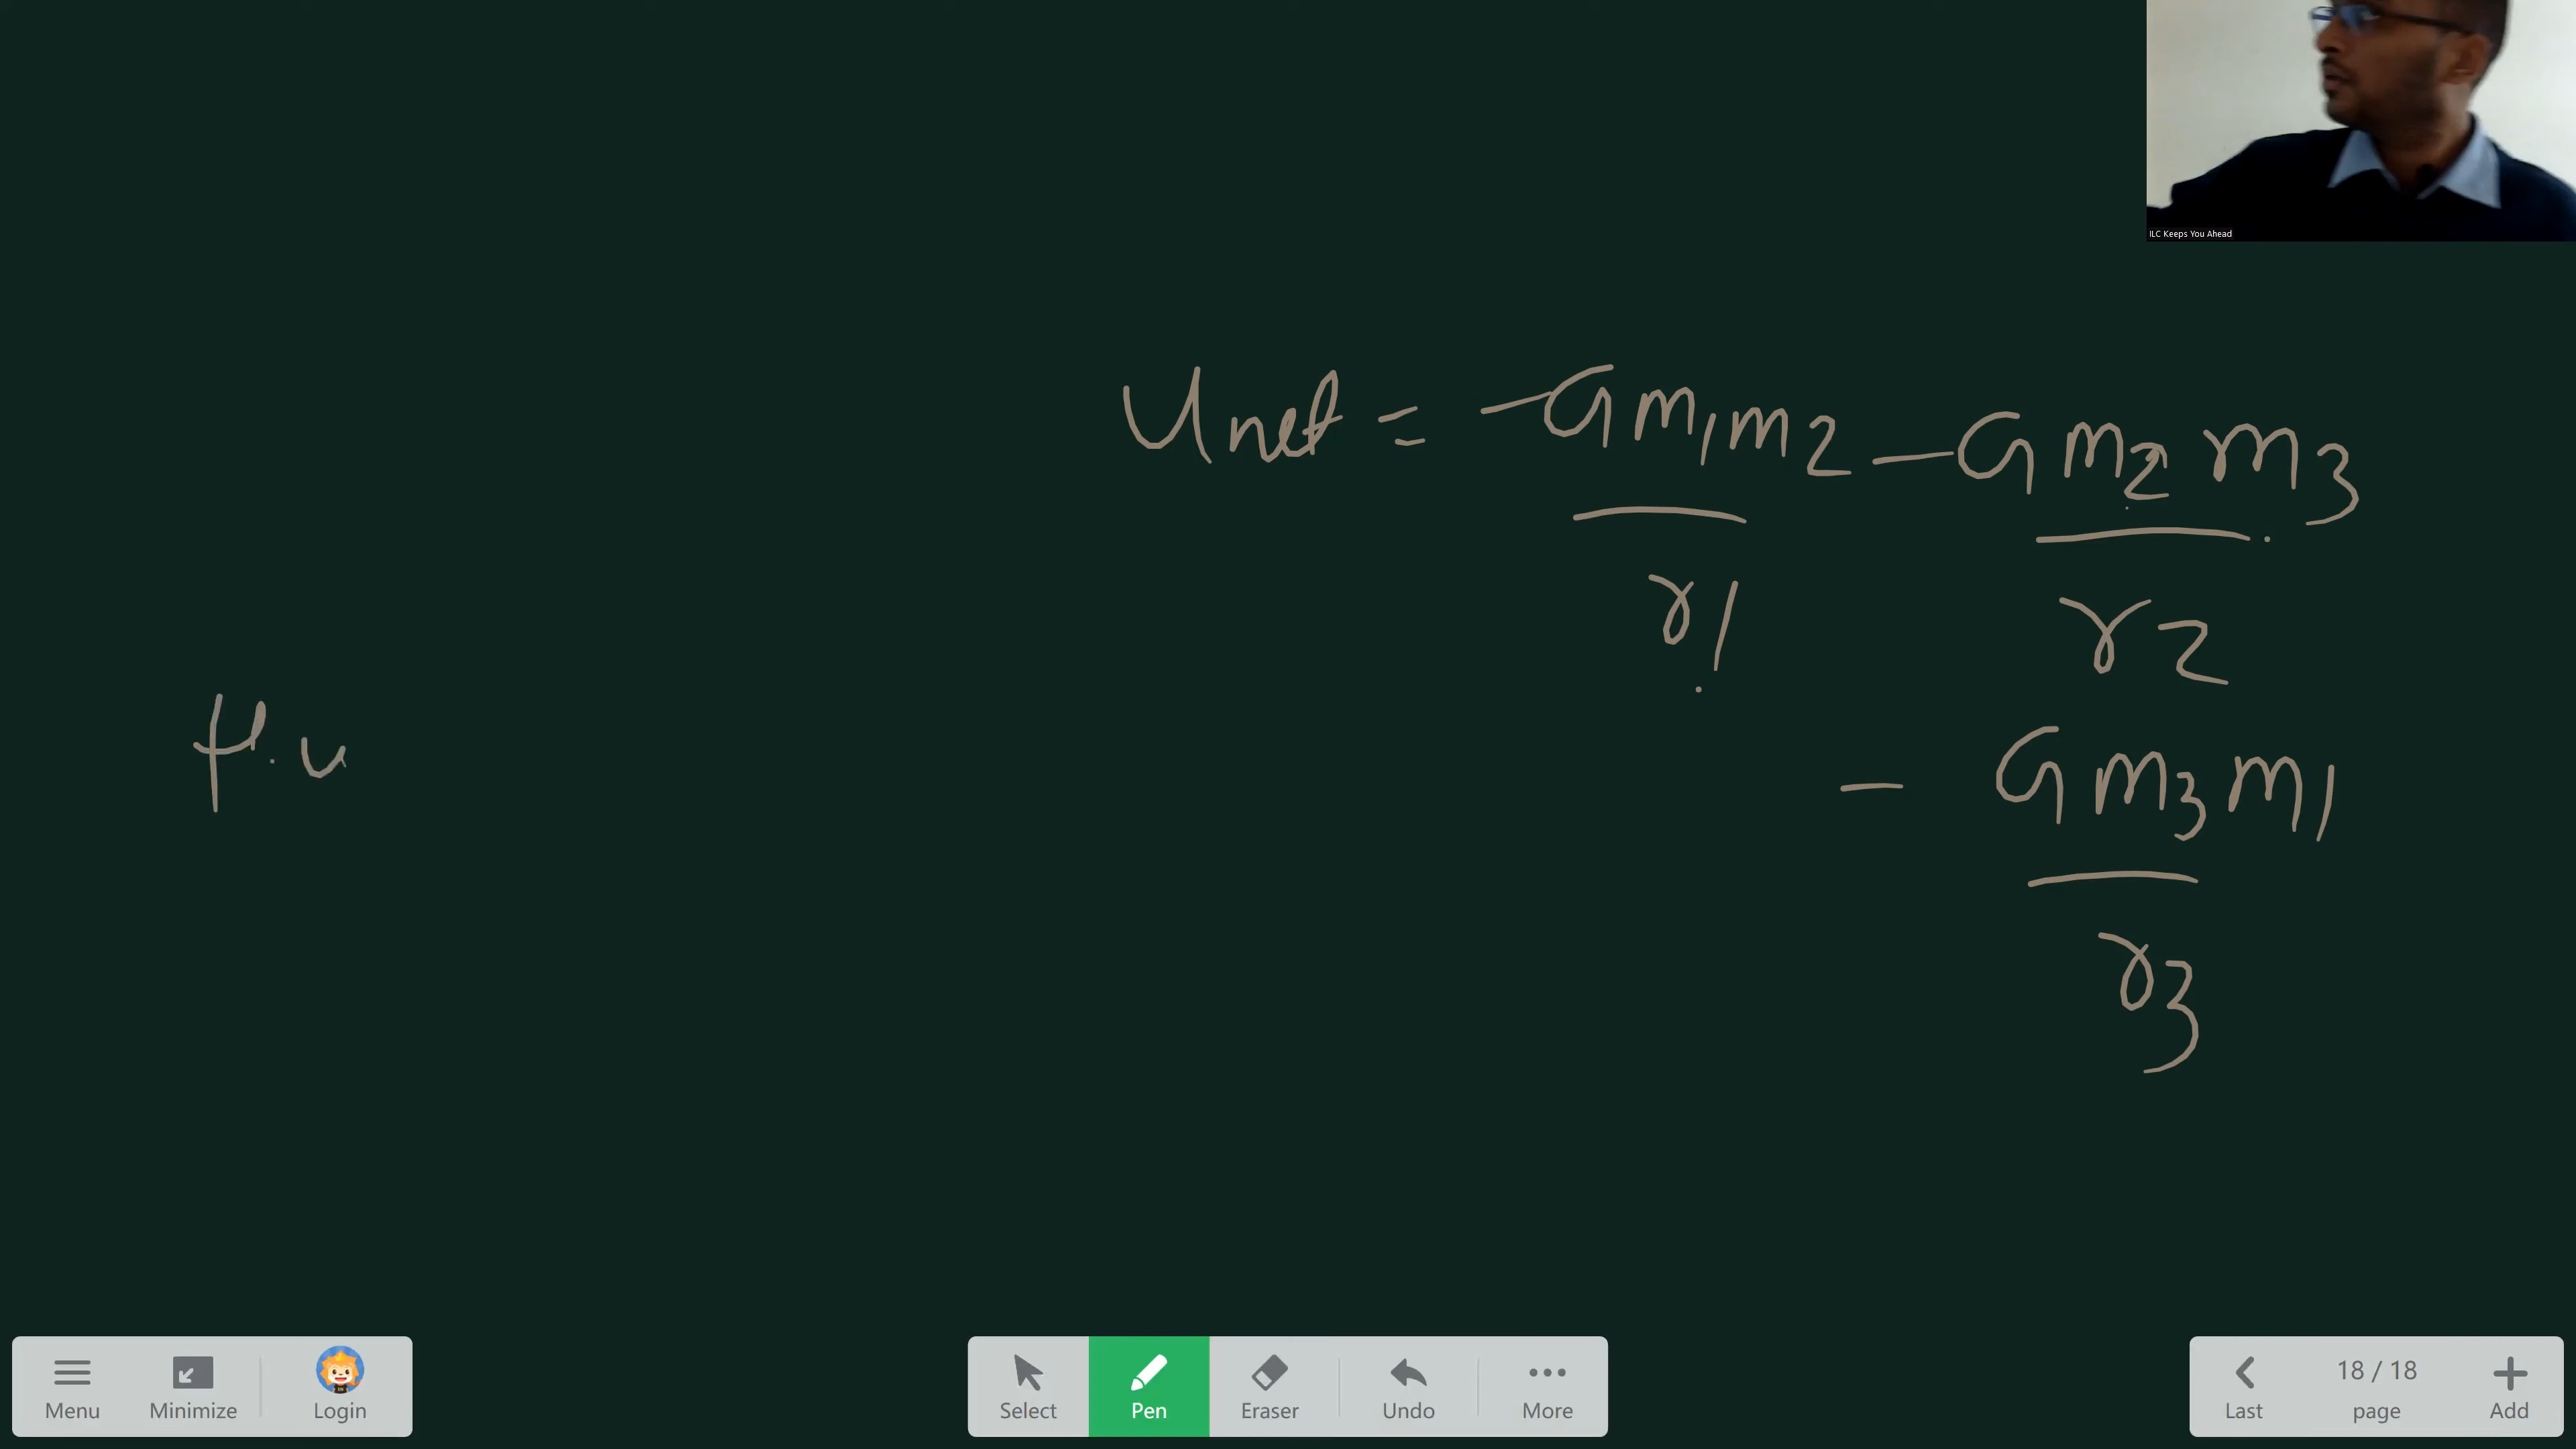 ILC Keeps You Ahead
Unet = -Gm1m2 - Gm2m3
r1 r2
- Gm3m1
r3
Menu Minimize Login
Select Pen Eraser Undo More
Last 18 / 18 page Add